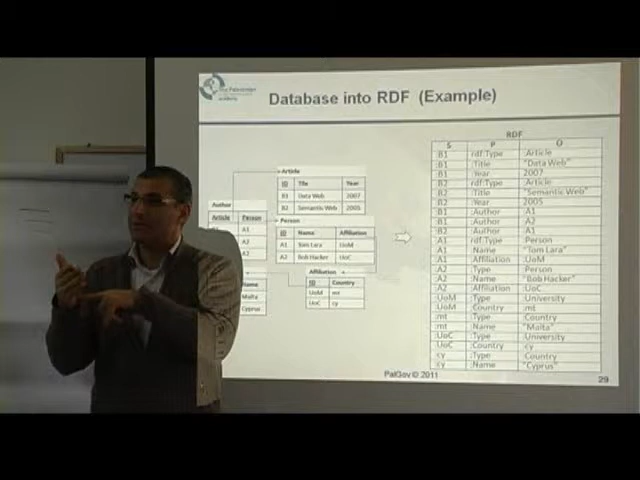 The Palestinian
Academy
Database into RDF (Example)
Article
ID Title Year
B1 Data Web 2007
B2 Semantic Web 2005
Author
Article Person
A1
A2
A2
Person
ID Name Affiliation
A1 Tom Lara UoM
A2 Bob Hacker UoC
Affiliation
ID Country
UoM mt
UoC cy
Name
Malta
Cyprus
RDF
S P O
B1 rdf:Type Article
B1 :Title "Data Web"
B1 :Year 2007
B2 rdf:Type Article
B2 :Title "Semantic Web"
B2 :Year 2005
B1 :Author A1
B1 :Author A2
B2 :Author A1
A1 rdf:Type Person
A1 :Name "Tom Lara"
A1 :Affiliation :UoM
A2 :Type Person
A2 :Name "Bob Hacker"
A2 :Affiliation :UoC
UoM :Type University
UoM :Country mt
mt :Type Country
mt :Name "Malta"
UoC :Type University
UoC :Country cy
cy :Type Country
cy :Name "Cyprus"
PalGov © 2011
29